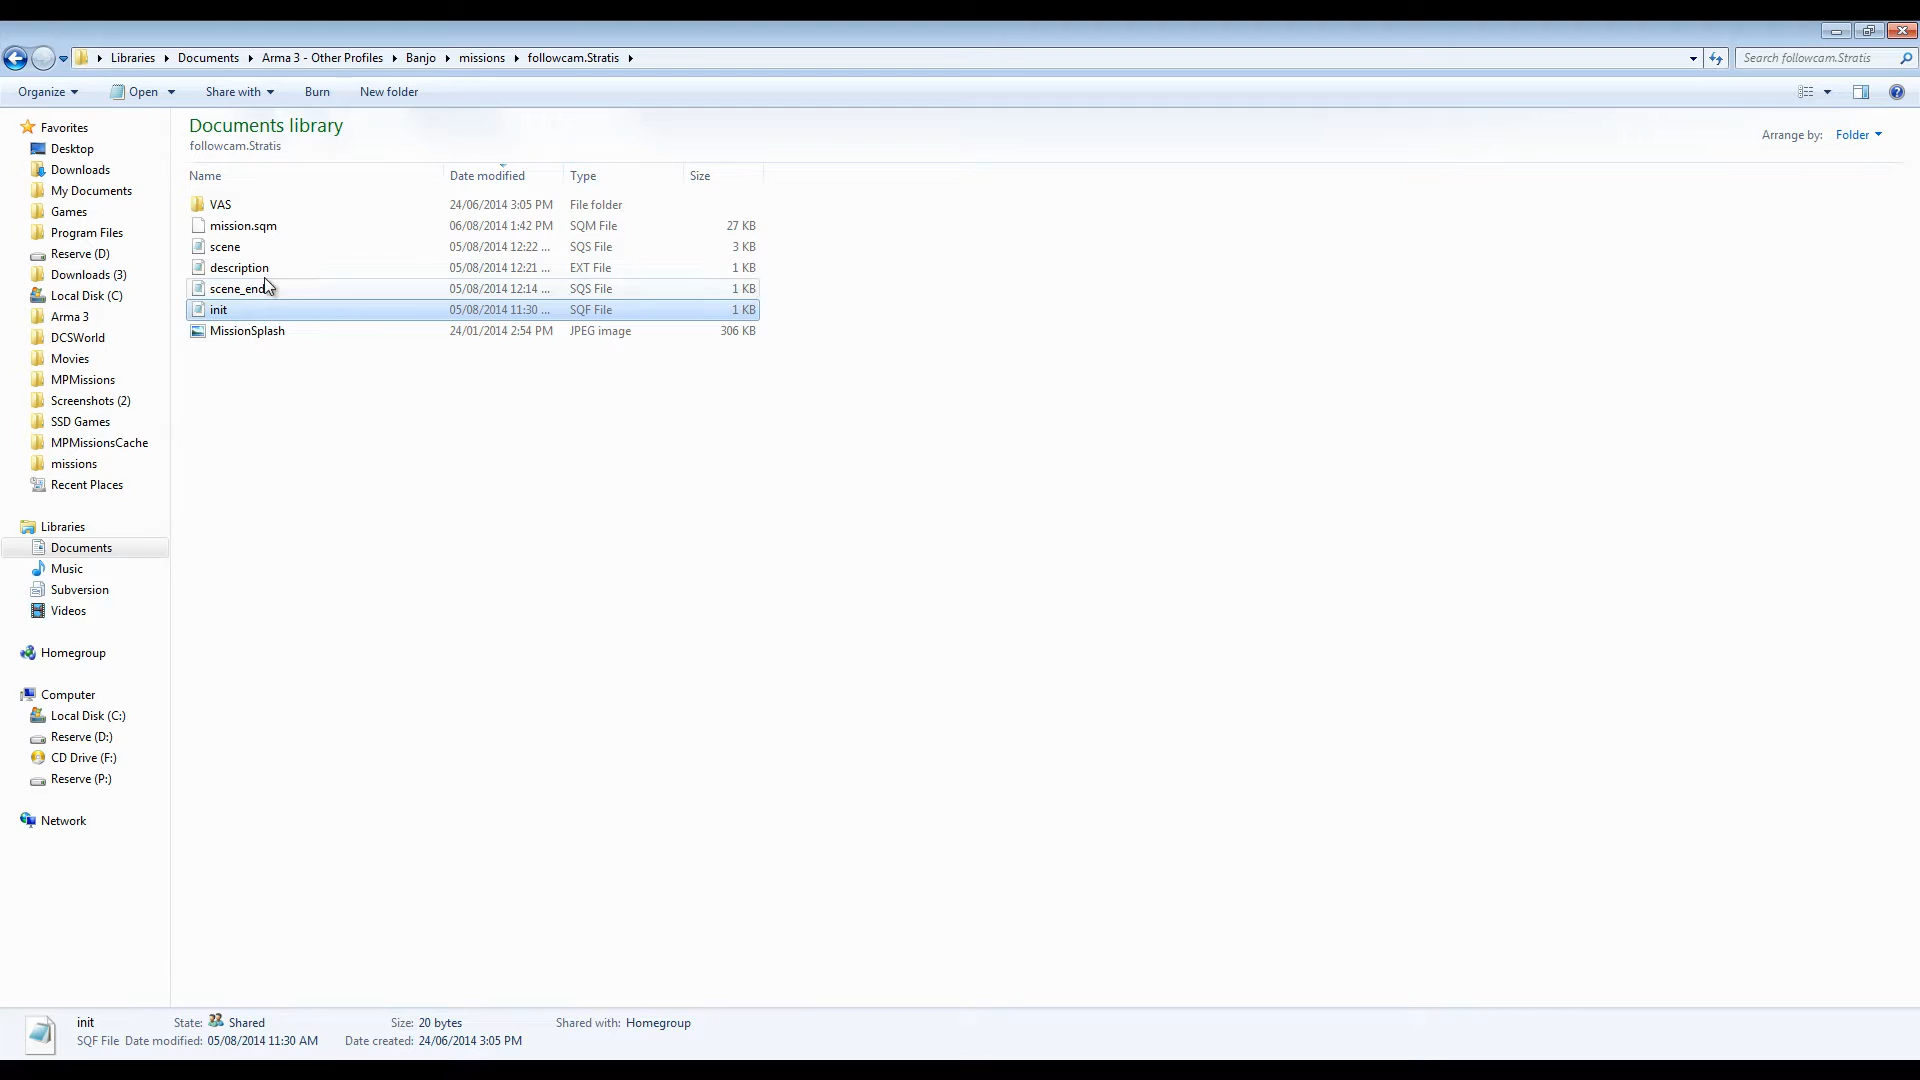 Libraries Documents Arma 3 - Other Profiles Banjo missions followcam.Stratis
Search followcam.Stratis
Organize Open Share with Burn New folder
Documents library
followcam.Stratis
Arrange by: Folder
Name Date modified Type Size
VAS 24/06/2014 3:05 PM File folder
mission.sqm 06/08/2014 1:42 PM SQM File 27 KB
scene 05/08/2014 12:22 ... SQS File 3 KB
description 05/08/2014 12:21 ... EXT File 1 KB
scene_end 05/08/2014 12:14 ... SQS File 1 KB
init 05/08/2014 11:30 ... SQF File 1 KB
MissionSplash 24/01/2014 2:54 PM JPEG image 306 KB
Favorites
Desktop
Downloads
My Documents
Games
Program Files
Reserve (D)
Downloads (3)
Local Disk (C)
Arma 3
DCSWorld
Movies
MPMissions
Screenshots (2)
SSD Games
MPMissionsCache
missions
Recent Places
Libraries
Documents
Music
Subversion
Videos
Homegroup
Computer
Local Disk (C:)
Reserve (D:)
CD Drive (F:)
Reserve (P:)
Network
init State: Shared Size: 20 bytes Shared with: Homegroup
SQF File Date modified: 05/08/2014 11:30 AM Date created: 24/06/2014 3:05 PM